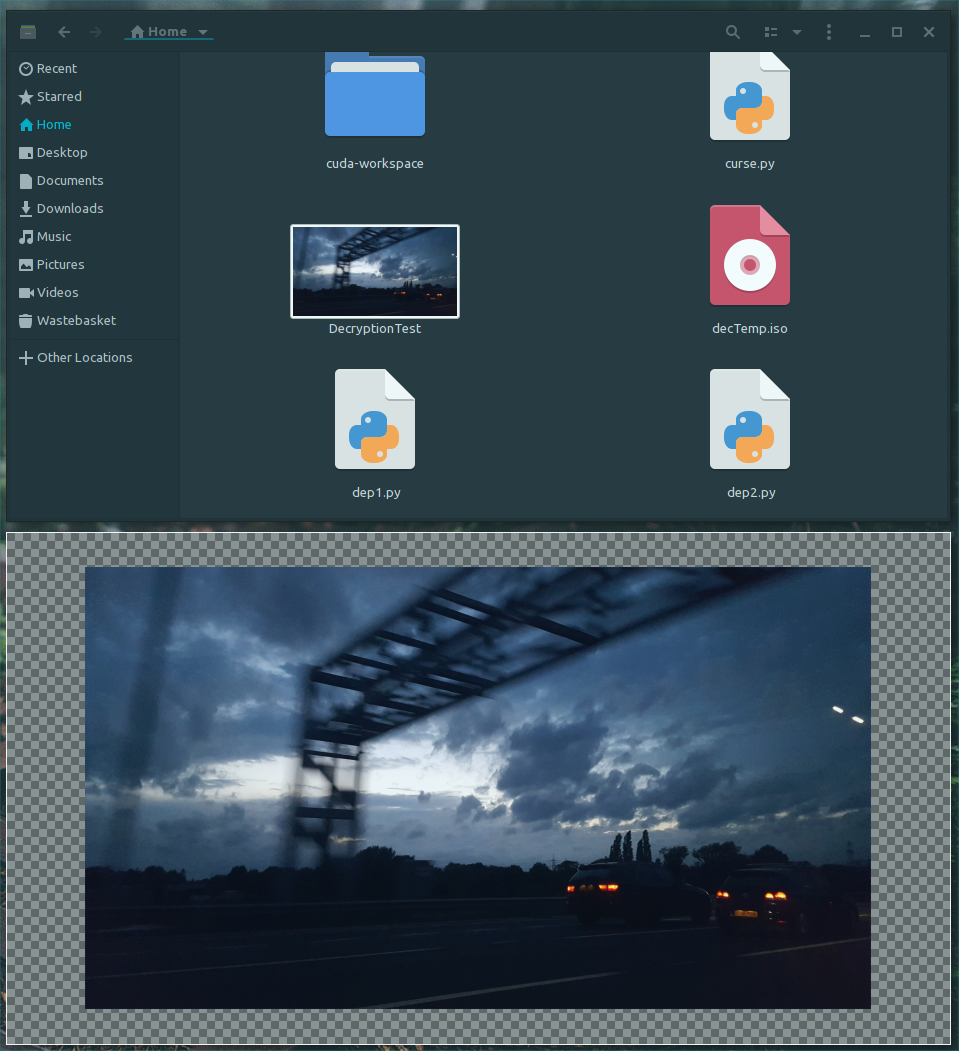 Home
Recent
Starred
Home
Desktop
Documents
Downloads
Music
Pictures
Videos
Wastebasket
Other Locations
cuda-workspace
curse.py
DecryptionTest
decTemp.iso
dep1.py
dep2.py